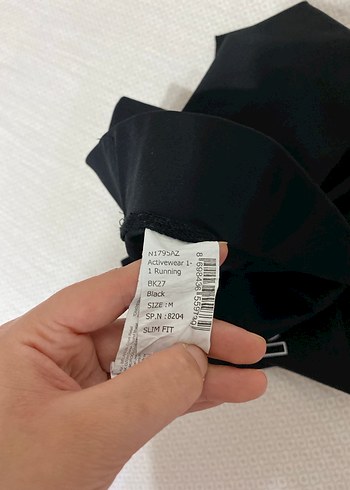 N1795AZ
Activewear 1-
1 Running
BK27
Black
SIZE : M
SP.N : 8204
SLIM FIT